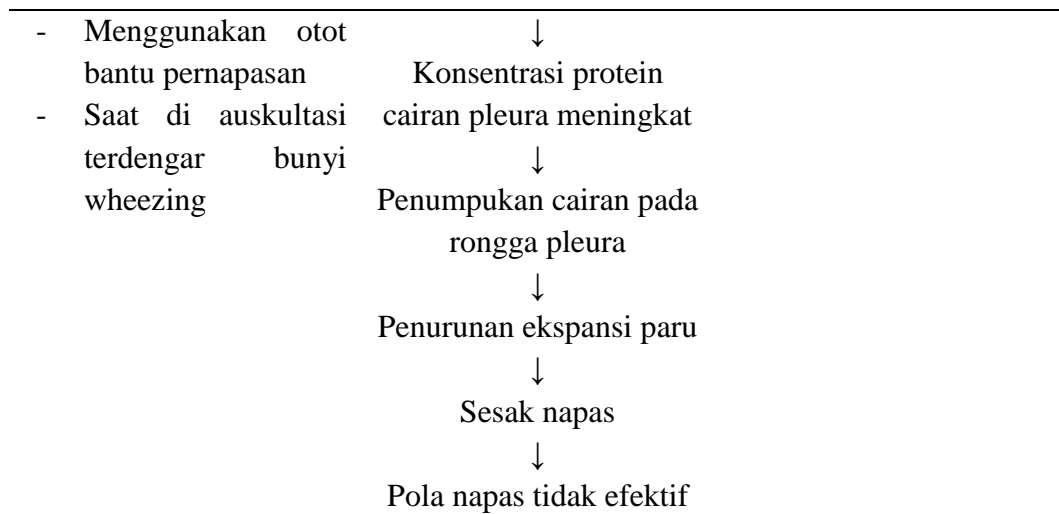 - Menggunakan otot
bantu pernapasan
- Saat di auskultasi
terdengar bunyi
wheezing
↓
Konsentrasi protein
cairan pleura meningkat
↓
Penumpukan cairan pada
rongga pleura
↓
Penurunan ekspansi paru
↓
Sesak napas
↓
Pola napas tidak efektif